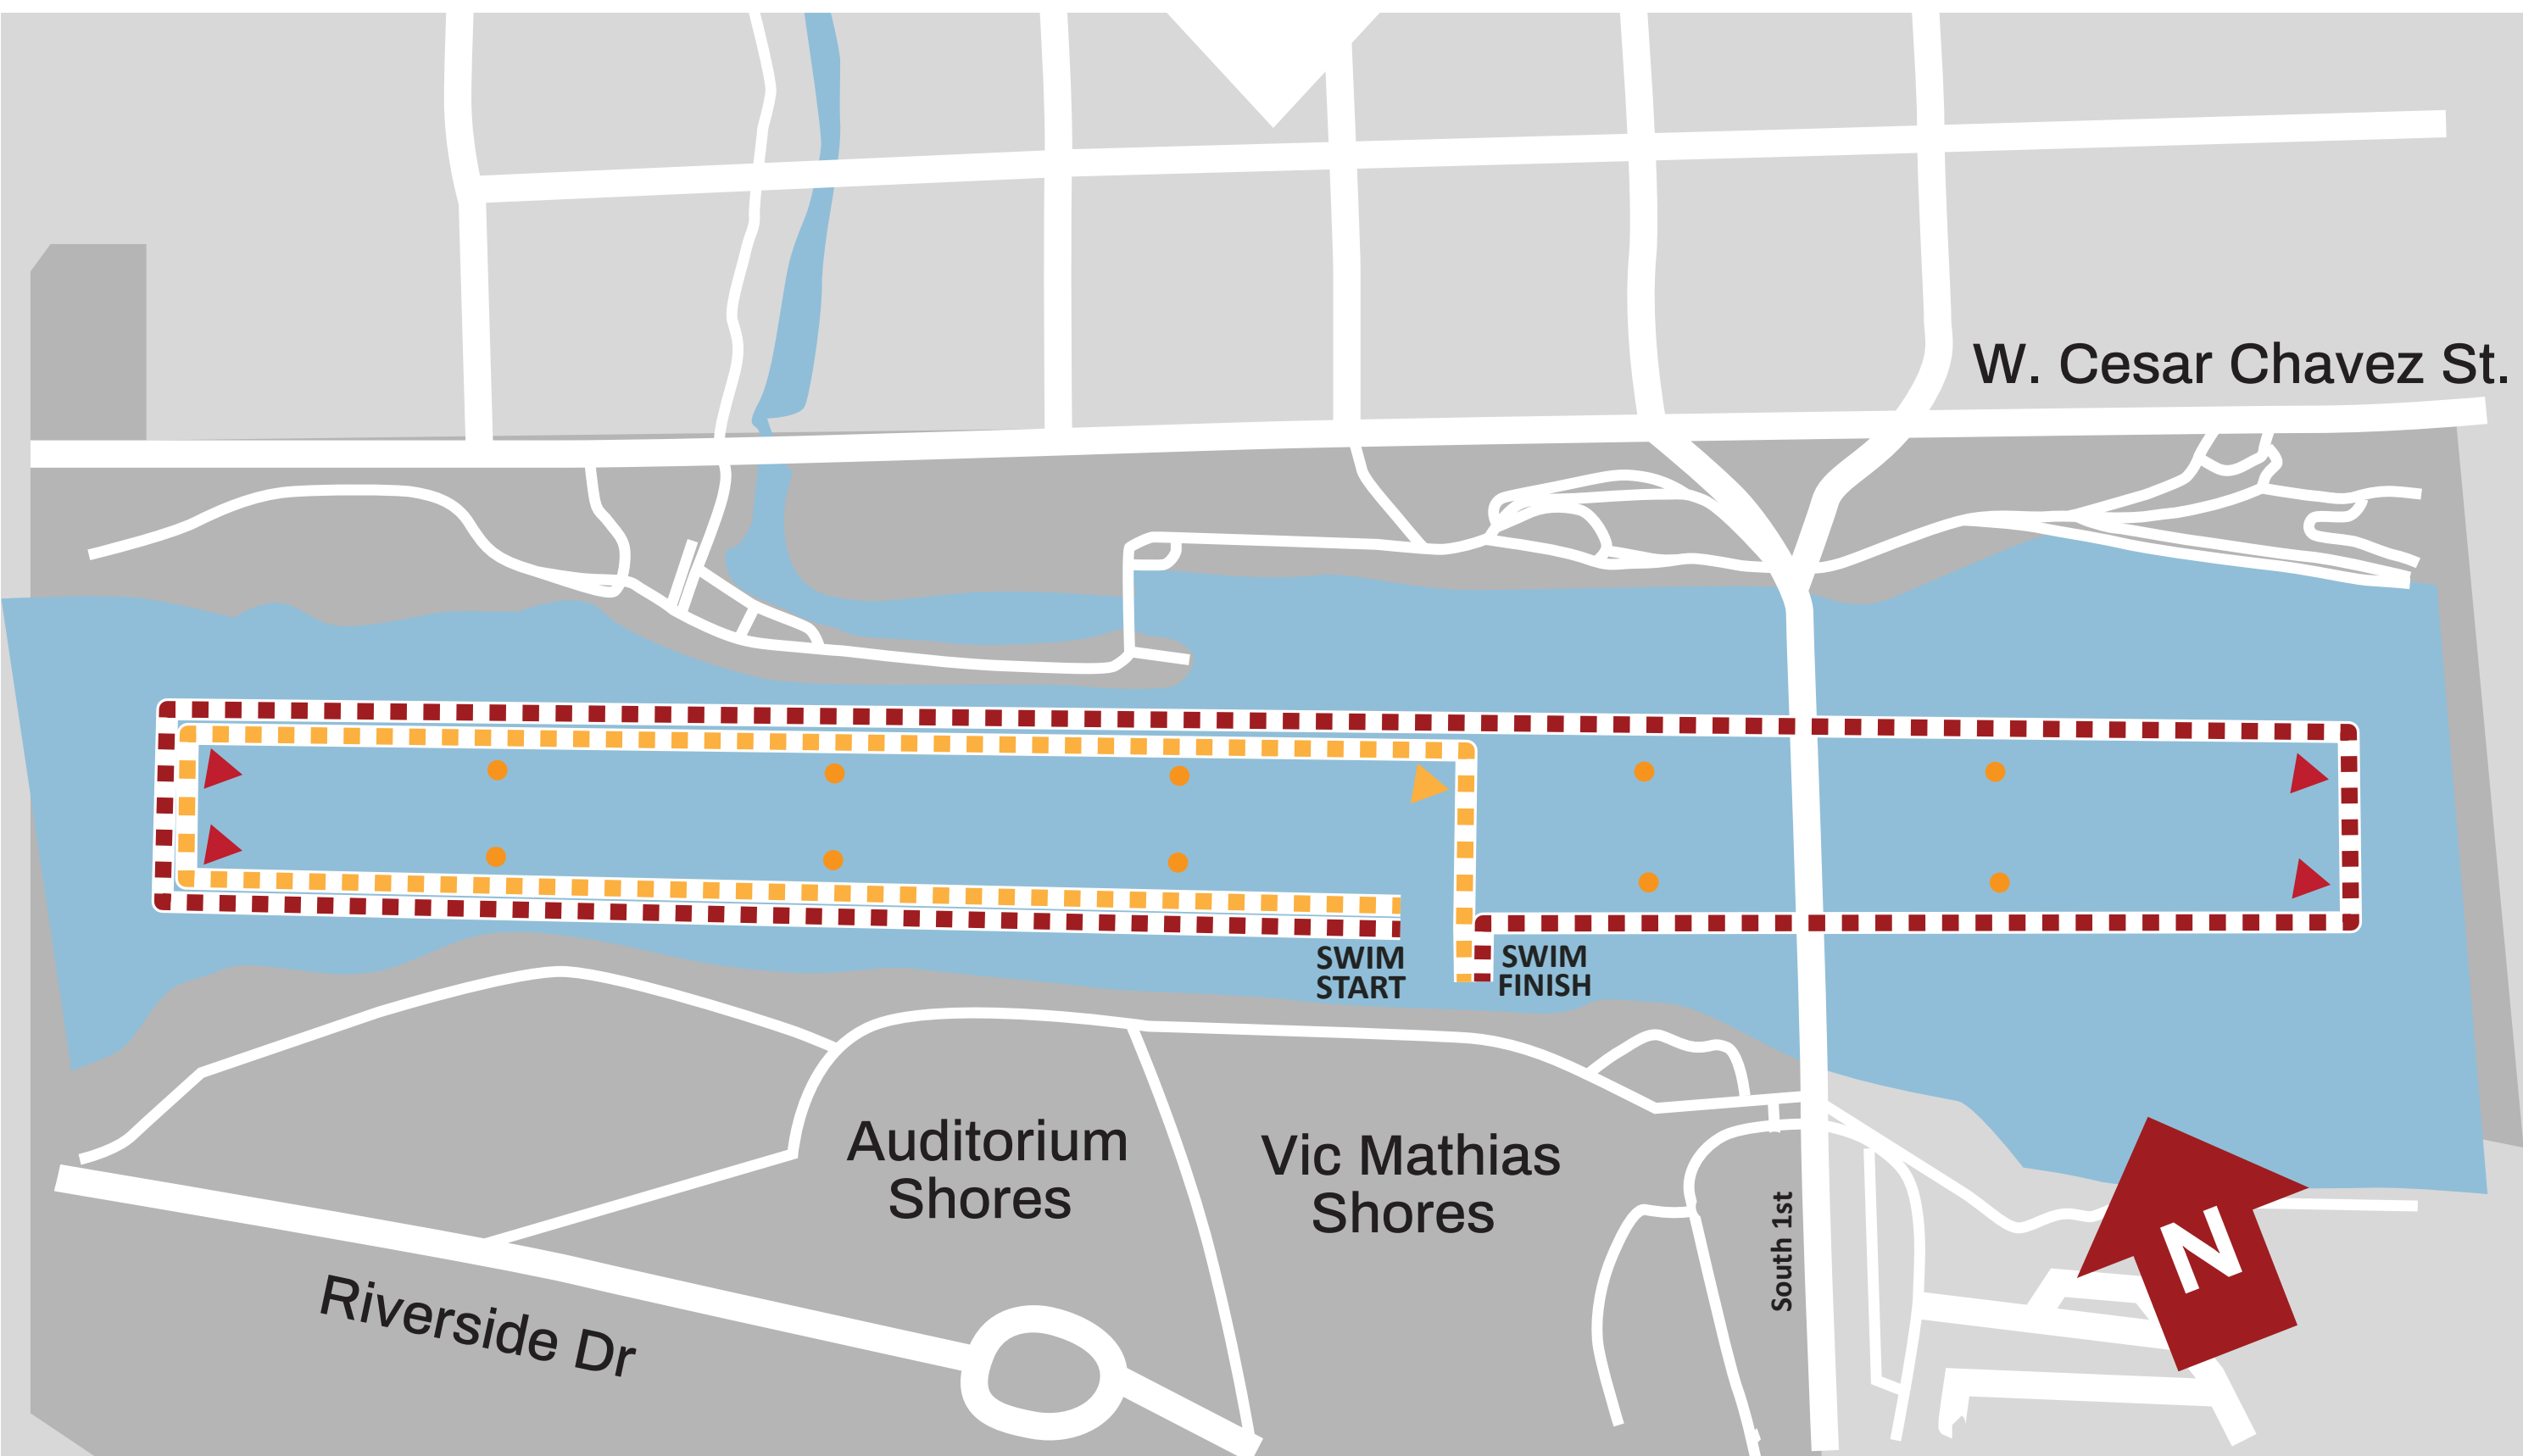 W. Cesar Chavez St.
SWIM
START
SWIM
FINISH
Auditorium
Shores
Vic Mathias
Shores
South 1st
N
Riverside Dr